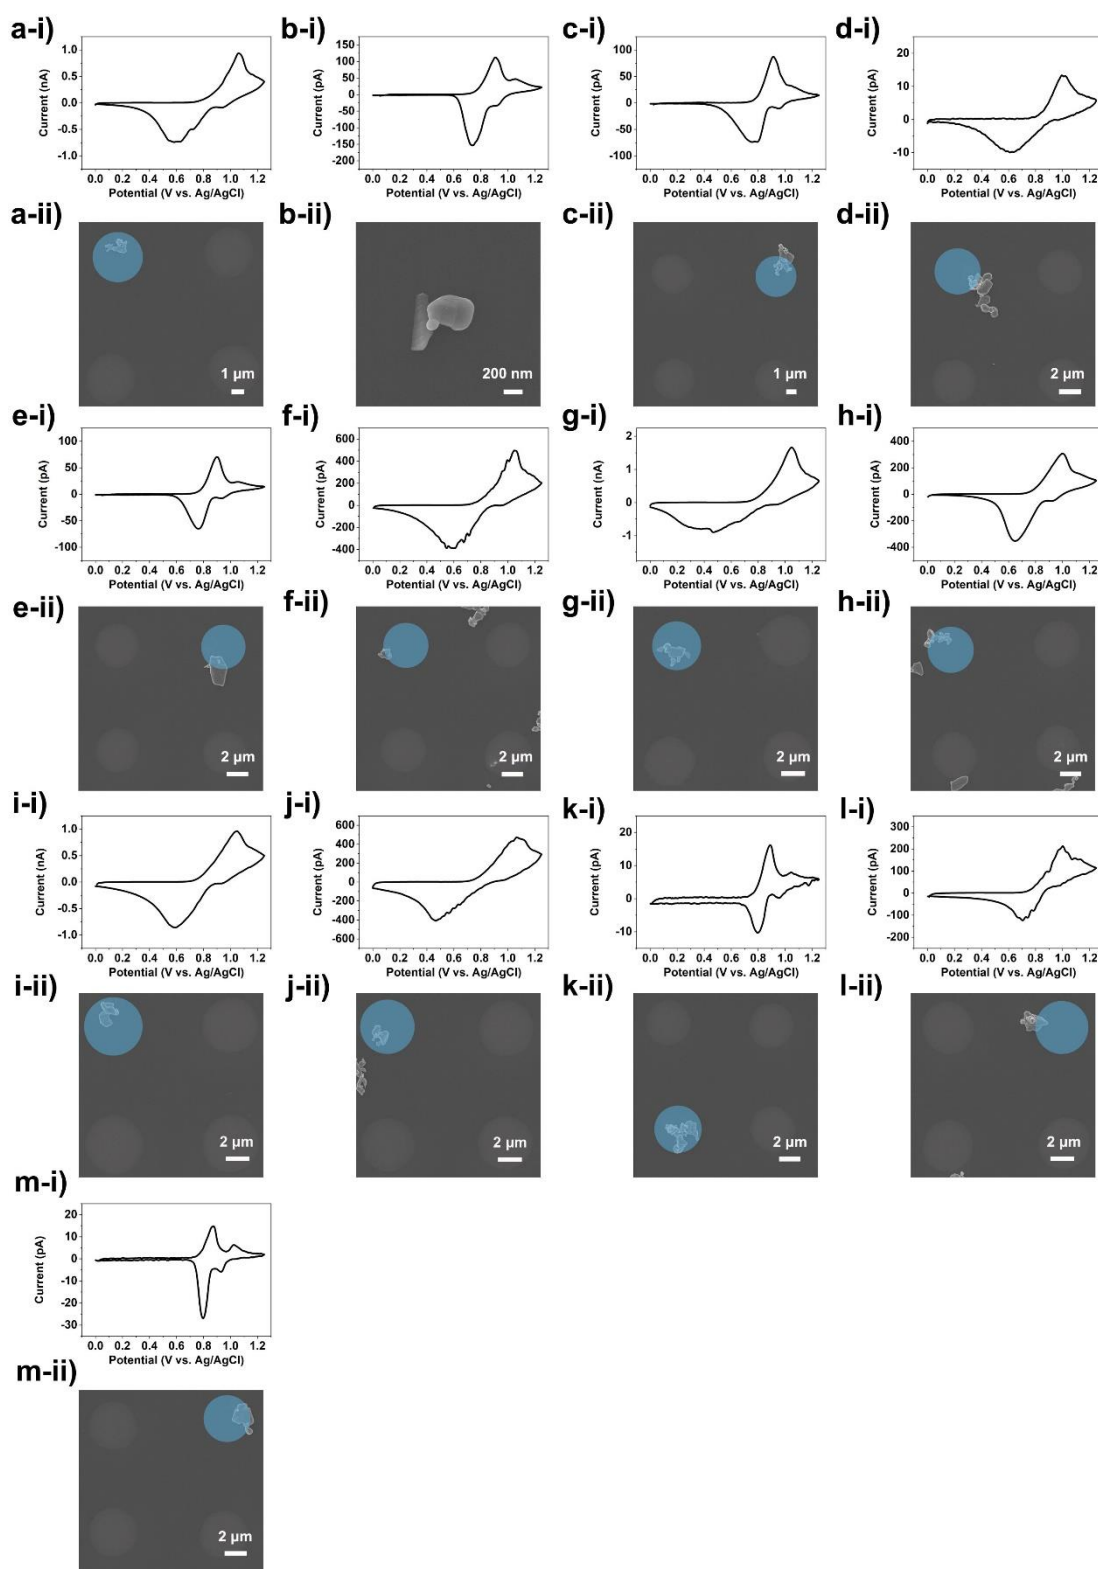 a-i) b-i) c-i) d-i)
Current (nA)
1.0
0.5
0.0
-0.5
-1.0
0.0 0.2 0.4 0.6 0.8 1.0 1.2
Potential (V vs. Ag/AgCl)
Current (pA)
150
100
50
0
-50
-100
-150
-200
0.0 0.2 0.4 0.6 0.8 1.0 1.2
Potential (V vs. Ag/AgCl)
Current (pA)
100
50
0
-50
-100
0.0 0.2 0.4 0.6 0.8 1.0 1.2
Potential (V vs. Ag/AgCl)
Current (pA)
20
10
0
-10
0.0 0.2 0.4 0.6 0.8 1.0 1.2
Potential (V vs. Ag/AgCl)
a-ii) b-ii) c-ii) d-ii)
1 µm 200 nm 1 µm 2 µm
e-i) f-i) g-i) h-i)
Current (pA)
100
50
0
-50
-100
0.0 0.2 0.4 0.6 0.8 1.0 1.2
Potential (V vs. Ag/AgCl)
Current (pA)
600
400
200
0
-200
-400
0.0 0.2 0.4 0.6 0.8 1.0 1.2
Potential (V vs. Ag/AgCl)
Current (nA)
2
1
0
-1
0.0 0.2 0.4 0.6 0.8 1.0 1.2
Potential (V vs. Ag/AgCl)
Current (pA)
400
200
0
-200
-400
0.0 0.2 0.4 0.6 0.8 1.0 1.2
Potential (V vs. Ag/AgCl)
e-ii) f-ii) g-ii) h-ii)
2 µm 2 µm 2 µm 2 µm
i-i) j-i) k-i) l-i)
Current (nA)
1.0
0.5
0.0
-0.5
-1.0
0.0 0.2 0.4 0.6 0.8 1.0 1.2
Potential (V vs. Ag/AgCl)
Current (pA)
600
400
200
0
-200
-400
-600
0.0 0.2 0.4 0.6 0.8 1.0 1.2
Potential (V vs. Ag/AgCl)
Current (pA)
20
10
0
-10
0.0 0.2 0.4 0.6 0.8 1.0 1.2
Potential (V vs. Ag/AgCl)
Current (pA)
300
200
100
0
-100
-200
0.0 0.2 0.4 0.6 0.8 1.0 1.2
Potential (V vs. Ag/AgCl)
i-ii) j-ii) k-ii) l-ii)
2 µm 2 µm 2 µm 2 µm
m-i)
Current (pA)
20
10
0
-10
-20
-30
0.0 0.2 0.4 0.6 0.8 1.0 1.2
Potential (V vs. Ag/AgCl)
m-ii)
2 µm